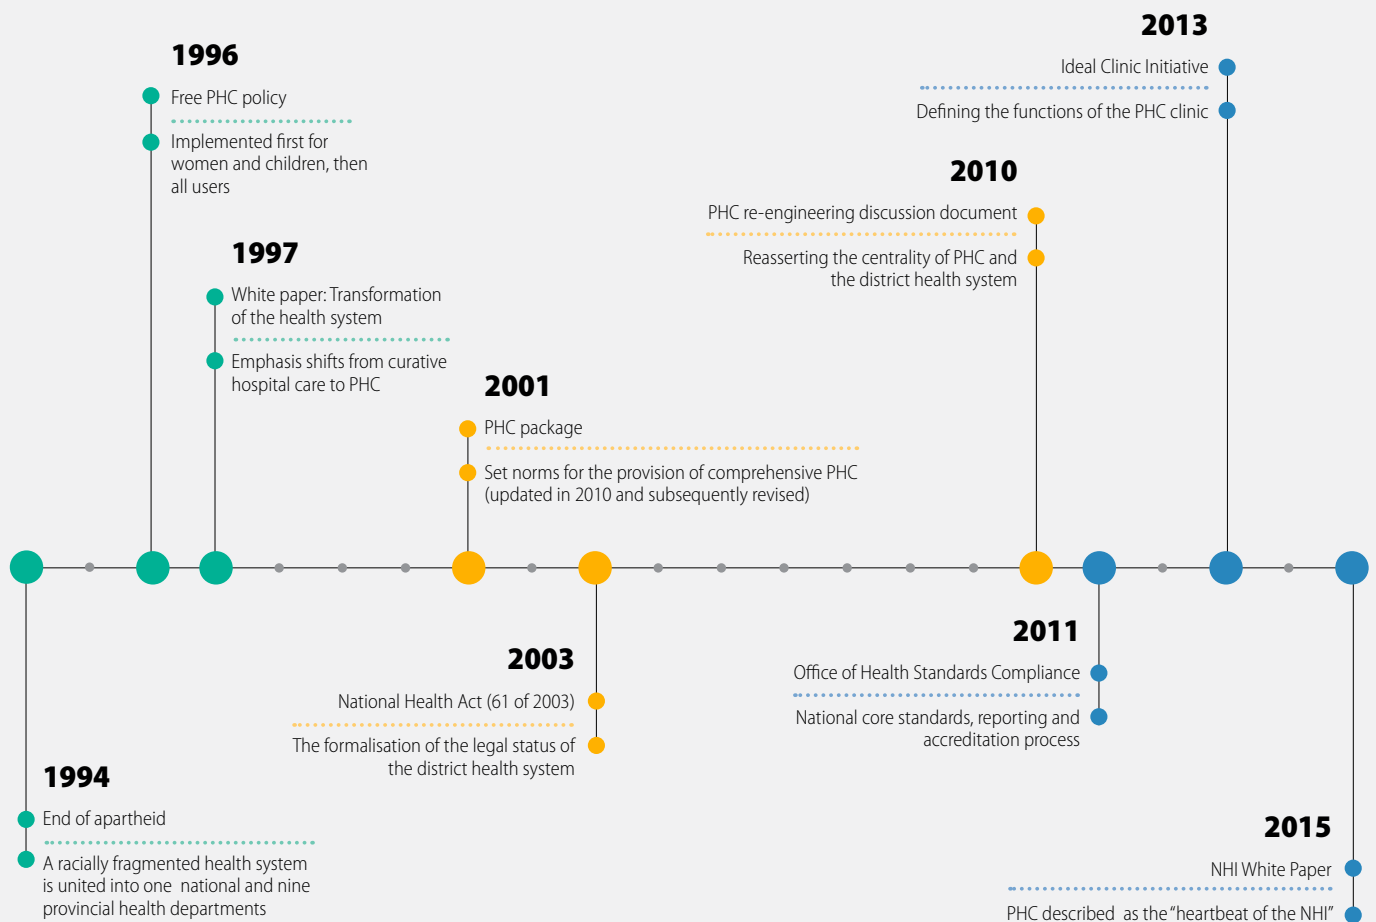 1996
Free PHC policy
Implemented first for
women and children, then
all users
1997
White paper: Transformation
of the health system
Emphasis shifts from curative
hospital care to PHC
2001
PHC package
Set norms for the provision of comprehensive PHC
(updated in 2010 and subsequently revised)
2013
Ideal Clinic Initiative
Defining the functions of the PHC clinic
2010
PHC re-engineering discussion document
Reasserting the centrality of PHC and
the district health system
1994
End of apartheid
A racially fragmented health system
is united into one national and nine
provincial health departments
2003
National Health Act (61 of 2003)
The formalisation of the legal status of
the district health system
2011
Office of Health Standards Compliance
National core standards, reporting and
accreditation process
2015
NHI White Paper
PHC described as the “heartbeat of the NHI”